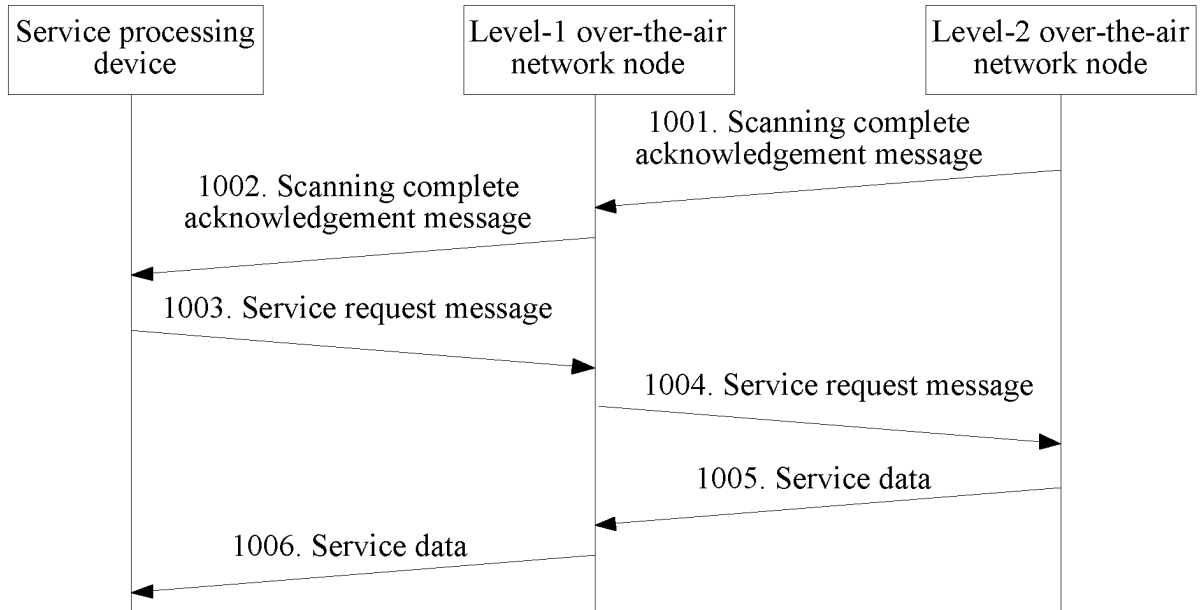 Service processing
device
Level-1 over-the-air
network node
Level-2 over-the-air
network node
1001. Scanning complete
acknowledgement message
1002. Scanning complete
acknowledgement message
1003. Service request message
1004. Service request message
1005. Service data
1006. Service data